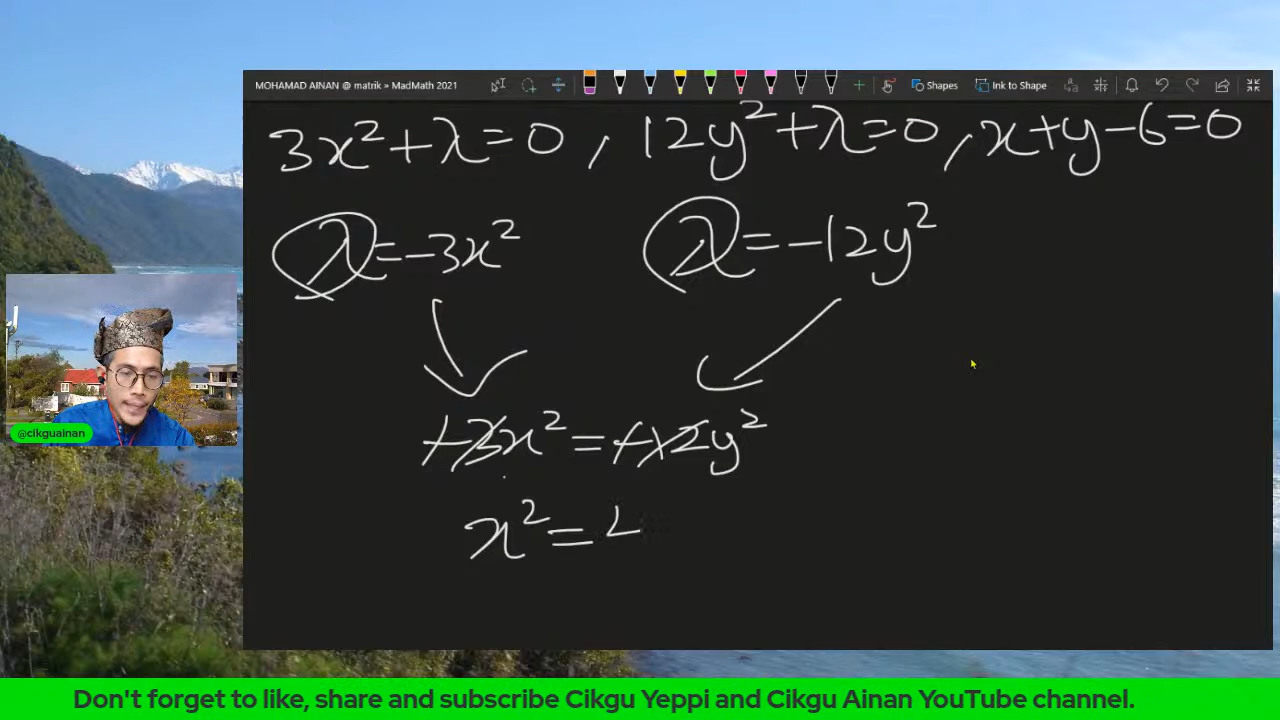 MOHAMAD AINAN @ matrik » MadMath 2021 Shapes Ink to Shape
3x²+λ=0, 12y²+λ=0, x+y-6=0
λ=-3x² λ=-12y²
-3x²=-12y²
x²=4
@cikguainan
Don't forget to like, share and subscribe Cikgu Yeppi and Cikgu Ainan YouTube channel.